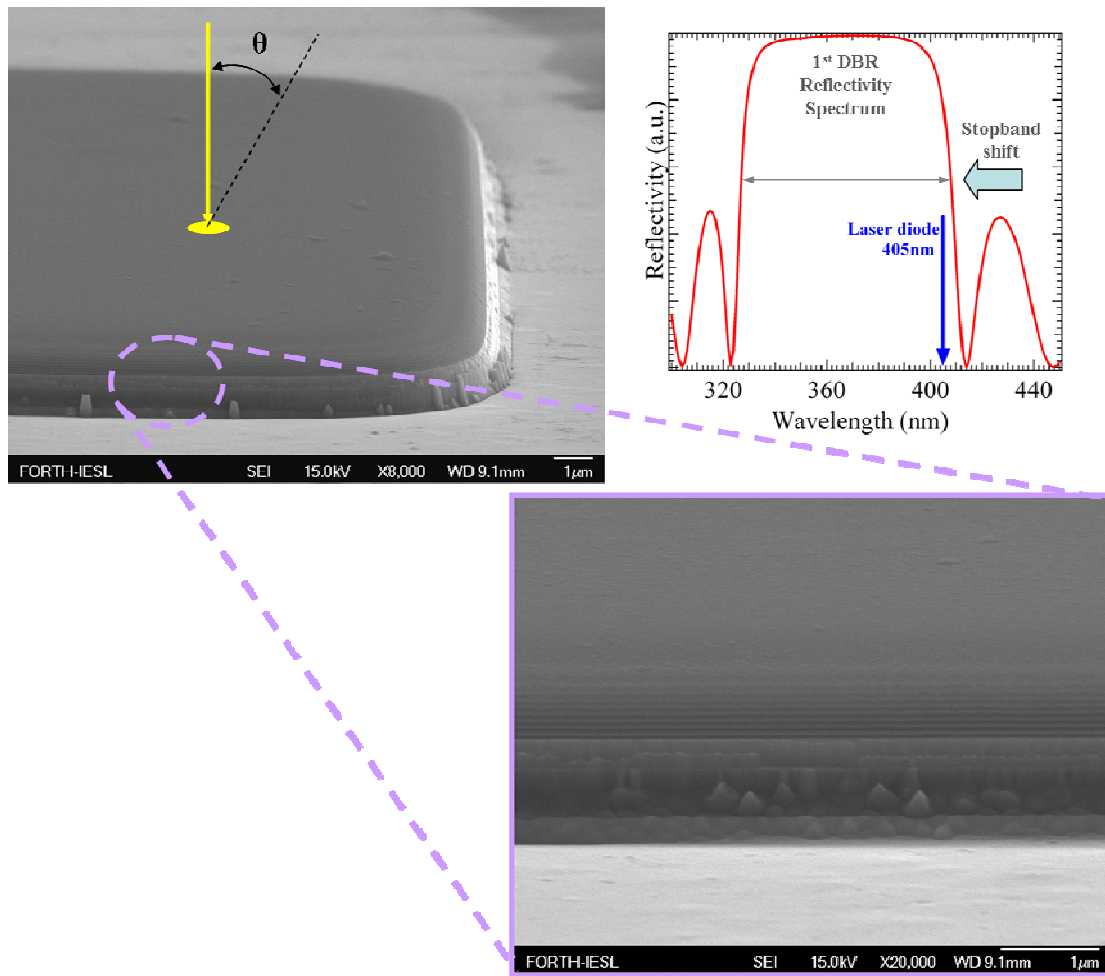 θ
FORTH-IESL SEI 15.0kV X8,000 WD 9.1mm 1μm
1st DBR
Reflectivity
Spectrum
Stopband
shift
Laser diode
405nm
Reflectivity (a.u.)
320 360 400 440
Wavelength (nm)
FORTH-IESL SEI 15.0kV X20,000 WD 9.1mm 1μm